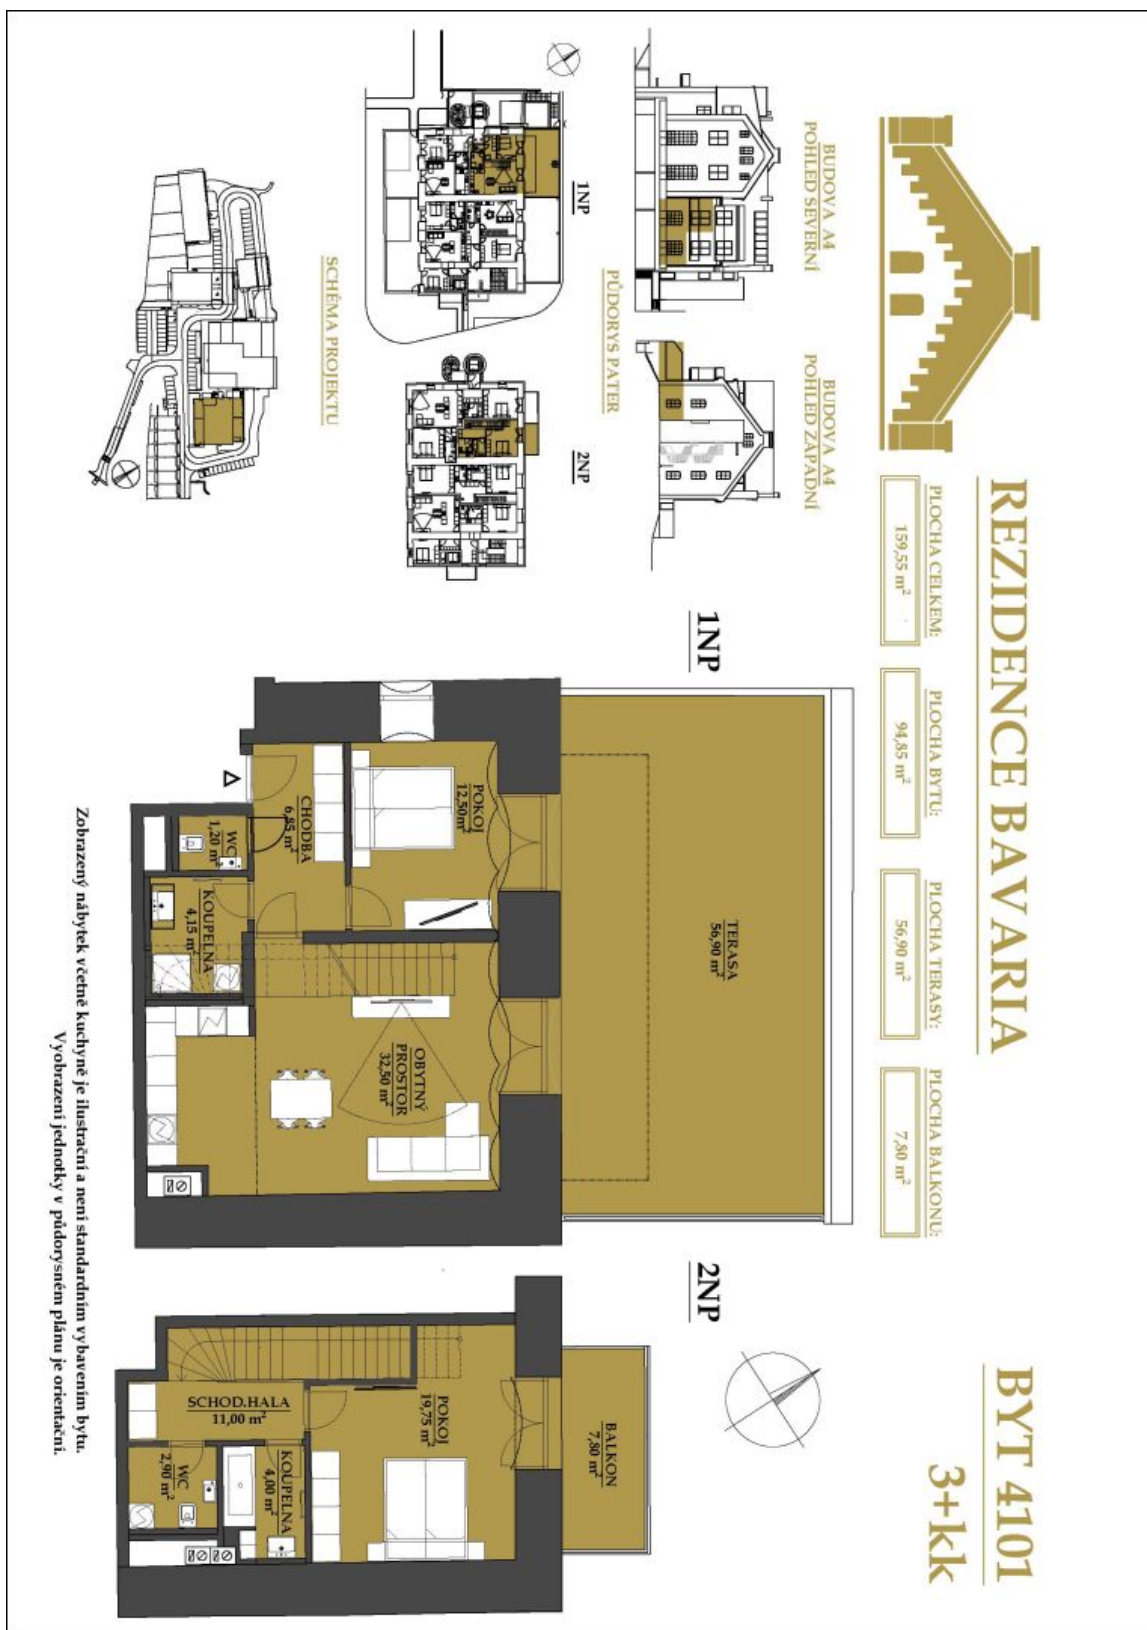 REZIDENCE BAVARIA
BYT 4101
3+kk
PLOCHA CELKEM:
159,55 m²
PLOCHA BYTU:
94,85 m²
PLOCHA TERASY:
56,90 m²
PLOCHA BALKONU:
7,80 m²
BUDOVA A4
POHLED SEVERNÍ
BUDOVA A4
POHLED ZÁPADNÍ
PŮDORYS PATER
1NP
2NP
SCHÉMA PROJEKTU
1NP
TERASA
56,90 m²
POKOJ
12,50m²
OBYTNÝ
PROSTOR
32,50 m²
CHODBA
6,85 m²
WC
1,20 m²
KOUPELNA
4,15 m²
2NP
BALKON
7,80 m²
POKOJ
19,75 m²
SCHOD.HALA
11,00 m²
KOUPELNA
4,00 m²
WC
2,90 m²
Zobrazený nábytek včetně kuchyně je ilustrační a není standardním vybavením bytu.
Vyobrazení jednotky v půdorysném plánu je orientační.